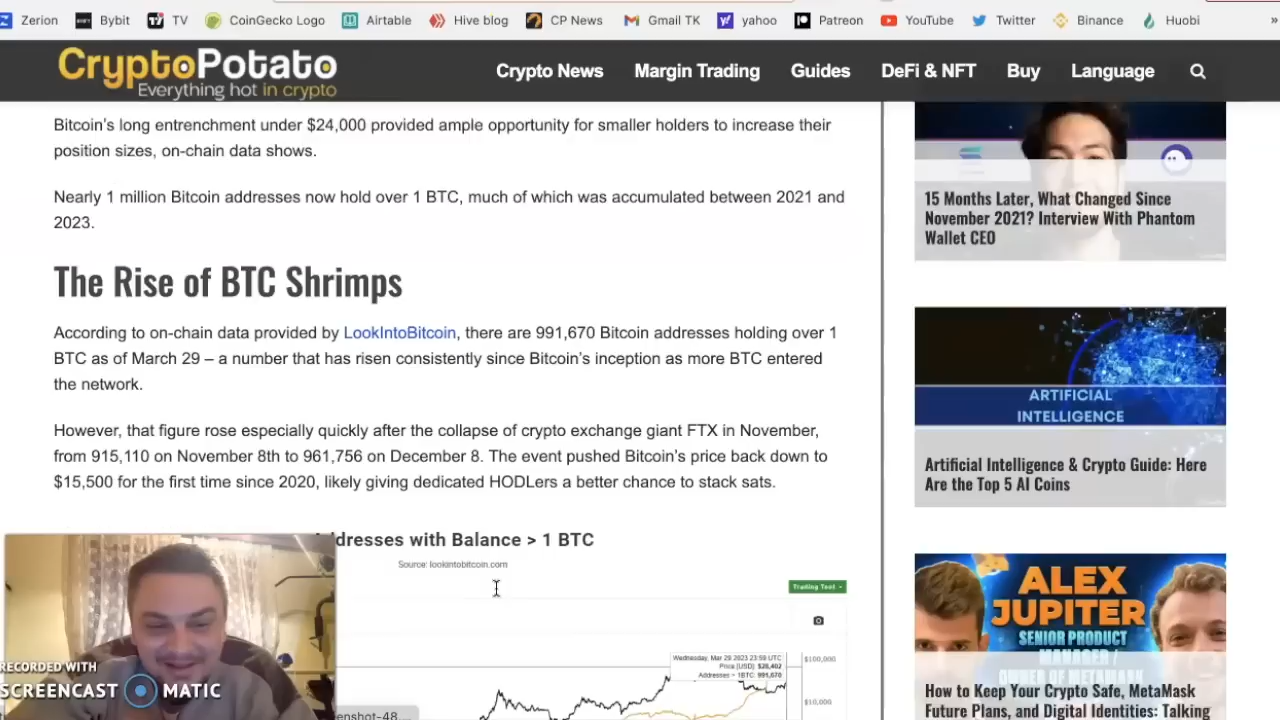 Zerion Bybit TV CoinGecko Logo Airtable Hive blog CP News Gmail TK yahoo Patreon YouTube Twitter Binance Huobi »
CryptoPotato
Everything hot in crypto
Crypto News Margin Trading Guides DeFi & NFT Buy Language
Bitcoin’s long entrenchment under $24,000 provided ample opportunity for smaller holders to increase their
position sizes, on-chain data shows.
Nearly 1 million Bitcoin addresses now hold over 1 BTC, much of which was accumulated between 2021 and
2023.
The Rise of BTC Shrimps
According to on-chain data provided by LookIntoBitcoin, there are 991,670 Bitcoin addresses holding over 1
BTC as of March 29 – a number that has risen consistently since Bitcoin’s inception as more BTC entered
the network.
However, that figure rose especially quickly after the collapse of crypto exchange giant FTX in November,
from 915,110 on November 8th to 961,756 on December 8. The event pushed Bitcoin’s price back down to
$15,500 for the first time since 2020, likely giving dedicated HODLers a better chance to stack sats.
dresses with Balance > 1 BTC
Source: lookintobitcoin.com
Trading Tool
Wednesday, Mar 29 2023 23:59 UTC
Price (USD) $28,402
Addresses > 1BTC: 991,670
$100,000
$10,000
enshot-48....
RECORDED WITH
SCREENCAST MATIC
15 Months Later, What Changed Since
November 2021? Interview With Phantom
Wallet CEO
ARTIFICIAL
INTELLIGENCE
Artificial Intelligence & Crypto Guide: Here
Are the Top 5 AI Coins
ALEX
JUPITER
SENIOR PRODUCT
MANAGER /
OWNER OF METAMASK
How to Keep Your Crypto Safe, MetaMask
Future Plans, and Digital Identities: Talking